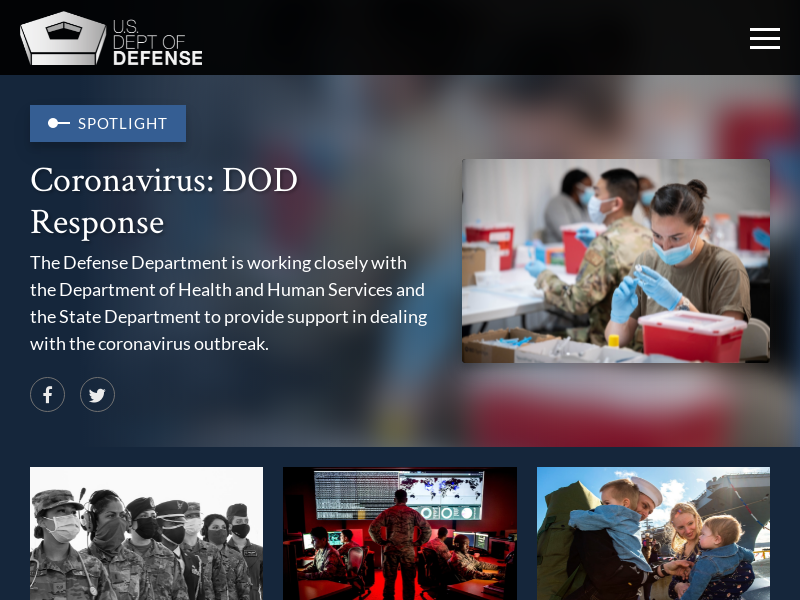 U.S.
DEPT OF
DEFENSE
SPOTLIGHT
Coronavirus: DOD
Response
The Defense Department is working closely with
the Department of Health and Human Services and
the State Department to provide support in dealing
with the coronavirus outbreak.